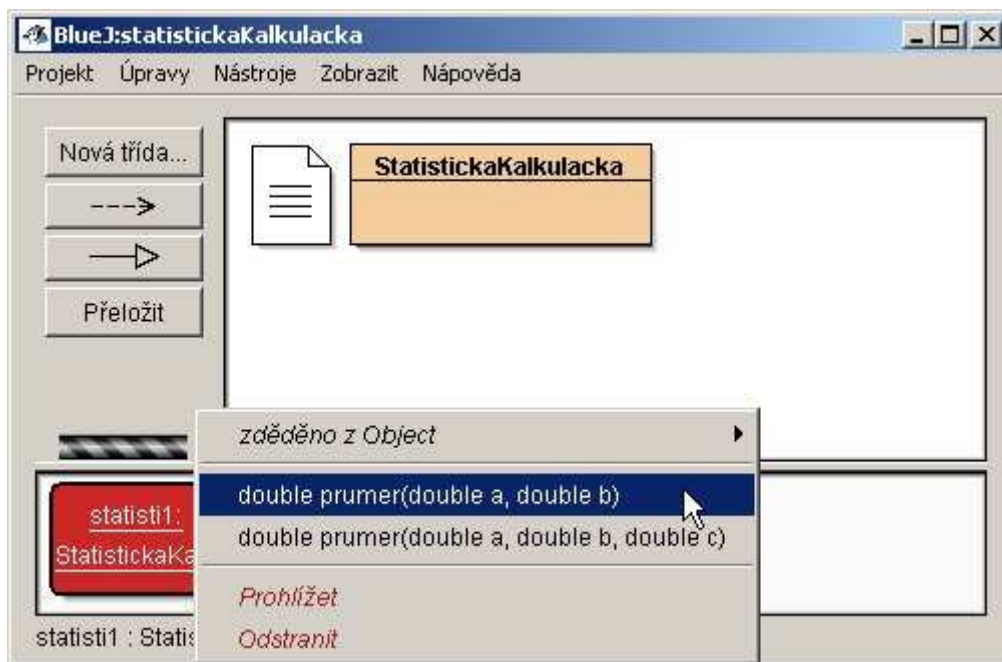 BlueJ:statistickaKalkulacka
Projekt Úpravy Nástroje Zobrazit Nápověda
Nová třída...
StatistickaKalkulacka
Přeložit
zděděno z Object
double prumer(double a, double b)
double prumer(double a, double b, double c)
Prohlížet
Odstranit
statisti1:
StatistickaKa
statisti1 : Statis